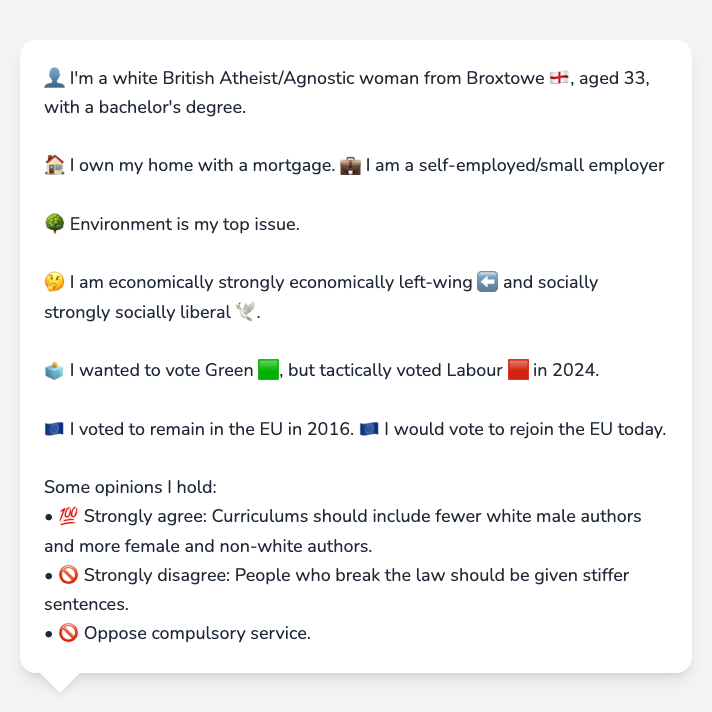 👤 I'm a white British Atheist/Agnostic woman from Broxtowe 🏴󠁧󠁢󠁥󠁮󠁧󠁿, aged 33,
with a bachelor's degree.
🏠 I own my home with a mortgage. 💼 I am a self-employed/small employer
🌳 Environment is my top issue.
🤔 I am economically strongly economically left-wing ⬅️ and socially
strongly socially liberal 🕊️.
🗳️ I wanted to vote Green 🟩, but tactically voted Labour 🟥 in 2024.
🇪🇺 I voted to remain in the EU in 2016. 🇪🇺 I would vote to rejoin the EU today.
Some opinions I hold:
• 💯 Strongly agree: Curriculums should include fewer white male authors
and more female and non-white authors.
• 🚫 Strongly disagree: People who break the law should be given stiffer
sentences.
• 🚫 Oppose compulsory service.